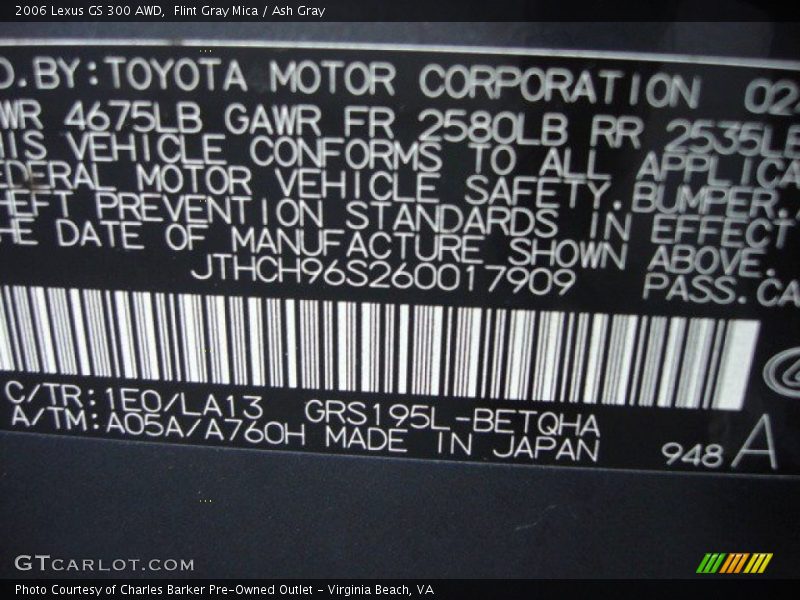 2006 Lexus GS 300 AWD,  Flint Gray Mica / Ash Gray
D.BY:TOYOTA MOTOR CORPORATION 02
WR 4675LB GAWR FR 2580LB RR 2535LB
HIS VEHICLE CONFORMS TO ALL APPLICA
EDERAL MOTOR VEHICLE SAFETY.BUMPER.
HEFT PREVENTION STANDARDS IN EFFECT
HE DATE OF MANUFACTURE SHOWN ABOVE.
JTHCH96S260017909 PASS.CA
C/TR:1E0/LA13 GRS195L-BETQHA
A/TM:A05A/A760H MADE IN JAPAN 948 A
GTCARLOT.COM
Photo Courtesy of Charles Barker Pre-Owned Outlet - Virginia Beach, VA